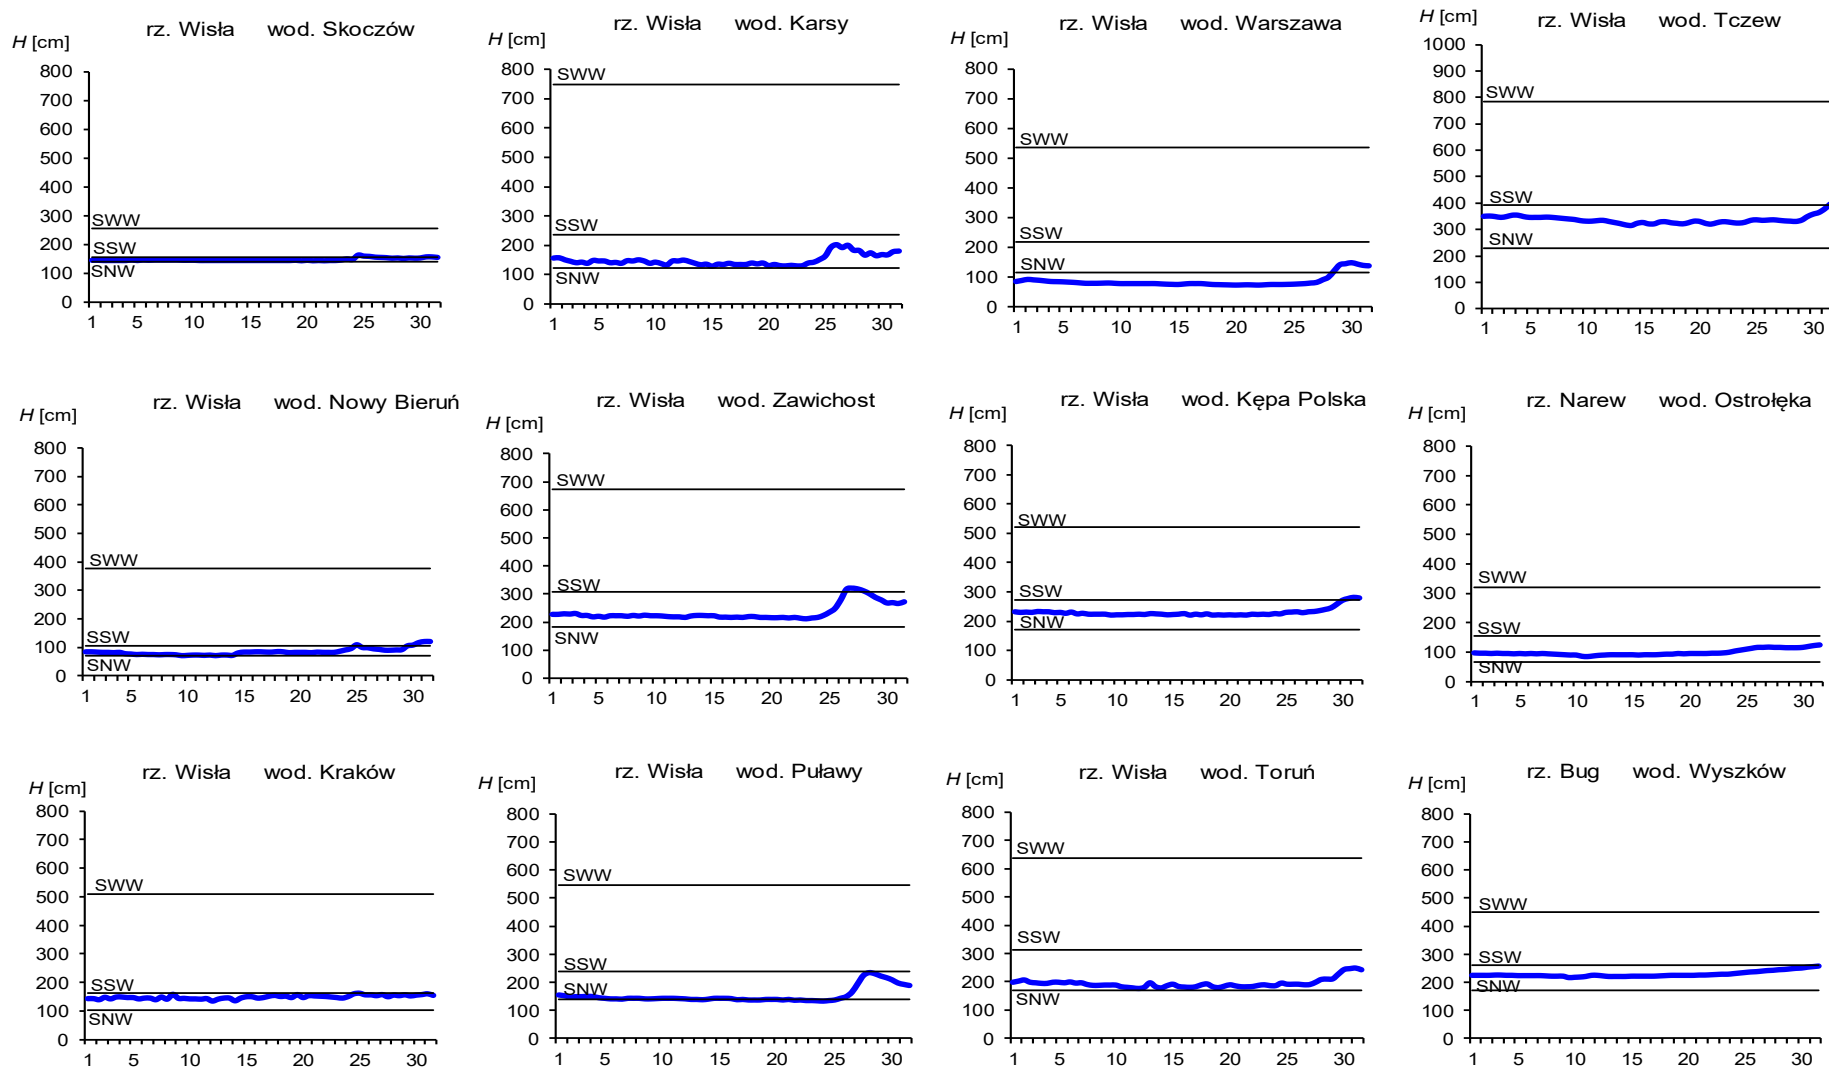 rz. Wisła wod. Skoczów
H [cm]
800
700
600
500
400
300
200
100
0
SWW
SSW
SNW
1 5 10 15 20 25 30
rz. Wisła wod. Karsy
H [cm]
800
700
600
500
400
300
200
100
0
SWW
SSW
SNW
1 5 10 15 20 25 30
rz. Wisła wod. Warszawa
H [cm]
800
700
600
500
400
300
200
100
0
SWW
SSW
SNW
1 5 10 15 20 25 30
rz. Wisła wod. Tczew
H [cm]
1000
900
800
700
600
500
400
300
200
100
0
SWW
SSW
SNW
1 5 10 15 20 25 30
rz. Wisła wod. Nowy Bieruń
H [cm]
800
700
600
500
400
300
200
100
0
SWW
SSW
SNW
1 5 10 15 20 25 30
rz. Wisła wod. Zawichost
H [cm]
800
700
600
500
400
300
200
100
0
SWW
SSW
SNW
1 5 10 15 20 25 30
rz. Wisła wod. Kępa Polska
H [cm]
800
700
600
500
400
300
200
100
0
SWW
SSW
SNW
1 5 10 15 20 25 30
rz. Narew wod. Ostrołęka
H [cm]
800
700
600
500
400
300
200
100
0
SWW
SSW
SNW
1 5 10 15 20 25 30
rz. Wisła wod. Kraków
H [cm]
800
700
600
500
400
300
200
100
0
SWW
SSW
SNW
1 5 10 15 20 25 30
rz. Wisła wod. Puławy
H [cm]
800
700
600
500
400
300
200
100
0
SWW
SSW
SNW
1 5 10 15 20 25 30
rz. Wisła wod. Toruń
H [cm]
800
700
600
500
400
300
200
100
0
SWW
SSW
SNW
1 5 10 15 20 25 30
rz. Bug wod. Wyszków
H [cm]
800
700
600
500
400
300
200
100
0
SWW
SSW
SNW
1 5 10 15 20 25 30